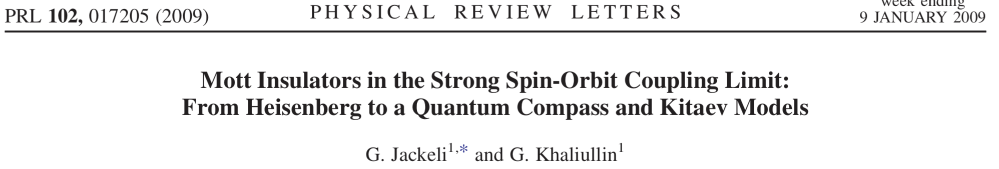 week ending
PRL 102, 017205 (2009) PHYSICAL REVIEW LETTERS 9 JANUARY 2009
Mott Insulators in the Strong Spin-Orbit Coupling Limit:
From Heisenberg to a Quantum Compass and Kitaev Models
G. Jackeli1,* and G. Khaliullin1